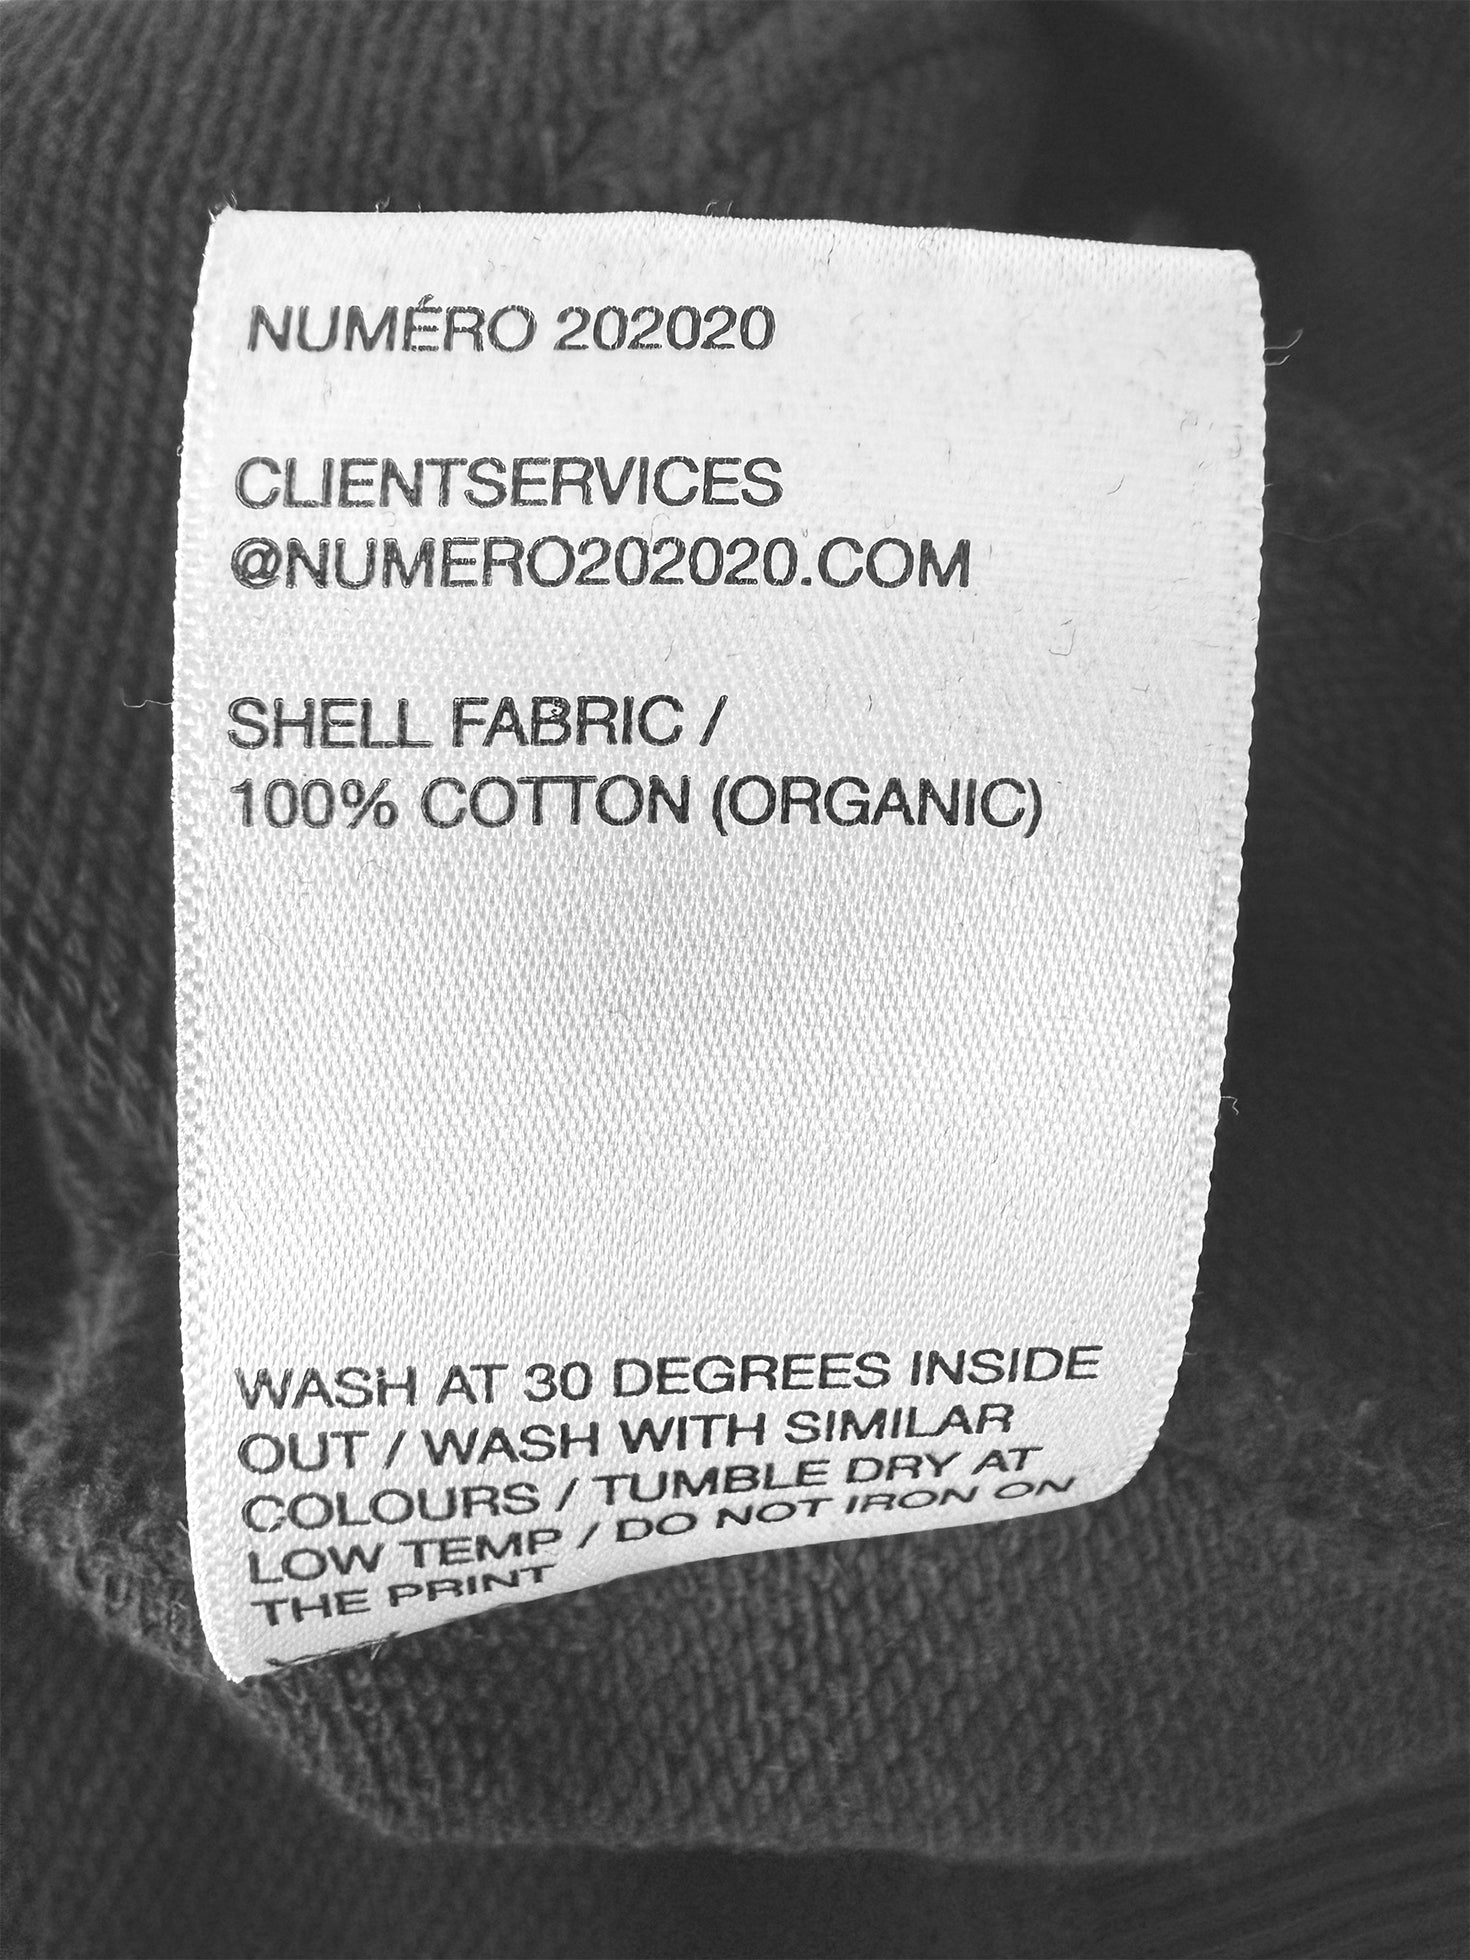 NUMÉRO 202020
CLIENTSERVICES
@NUMERO202020.COM
SHELL FABRIC /
100% COTTON (ORGANIC)
WASH AT 30 DEGREES INSIDE
OUT / WASH WITH SIMILAR
COLOURS / TUMBLE DRY AT
LOW TEMP / DO NOT IRON ON
THE PRINT